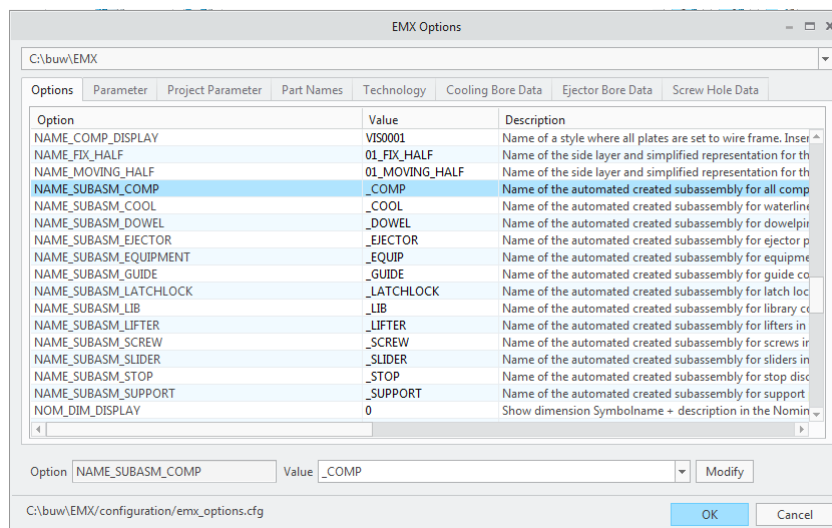 EMX Options
C:\buw\EMX
Options Parameter Project Parameter Part Names Technology Cooling Bore Data Ejector Bore Data Screw Hole Data
Option Value Description
NAME_COMP_DISPLAY VIS0001 Name of a style where all plates are set to wire frame. Inser
NAME_FIX_HALF 01_FIX_HALF Name of the side layer and simplified representation for th
NAME_MOVING_HALF 01_MOVING_HALF Name of the side layer and simplified representation for th
NAME_SUBASM_COMP _COMP Name of the automated created subassembly for all comp
NAME_SUBASM_COOL _COOL Name of the automated created subassembly for waterline
NAME_SUBASM_DOWEL _DOWEL Name of the automated created subassembly for dowelpi
NAME_SUBASM_EJECTOR _EJECTOR Name of the automated created subassembly for ejector p
NAME_SUBASM_EQUIPMENT _EQUIP Name of the automated created subassembly for equipme
NAME_SUBASM_GUIDE _GUIDE Name of the automated created subassembly for guide co
NAME_SUBASM_LATCHLOCK _LATCHLOCK Name of the automated created subassembly for latch loc
NAME_SUBASM_LIB _LIB Name of the automated created subassembly for library co
NAME_SUBASM_LIFTER _LIFTER Name of the automated created subassembly for lifters in
NAME_SUBASM_SCREW _SCREW Name of the automated created subassembly for screws in
NAME_SUBASM_SLIDER _SLIDER Name of the automated created subassembly for sliders in
NAME_SUBASM_STOP _STOP Name of the automated created subassembly for stop disc
NAME_SUBASM_SUPPORT _SUPPORT Name of the automated created subassembly for support
NOM_DIM_DISPLAY 0 Show dimension Symbolname + description in the Nomin
Option NAME_SUBASM_COMP Value _COMP Modify
C:\buw\EMX/configuration/emx_options.cfg OK Cancel